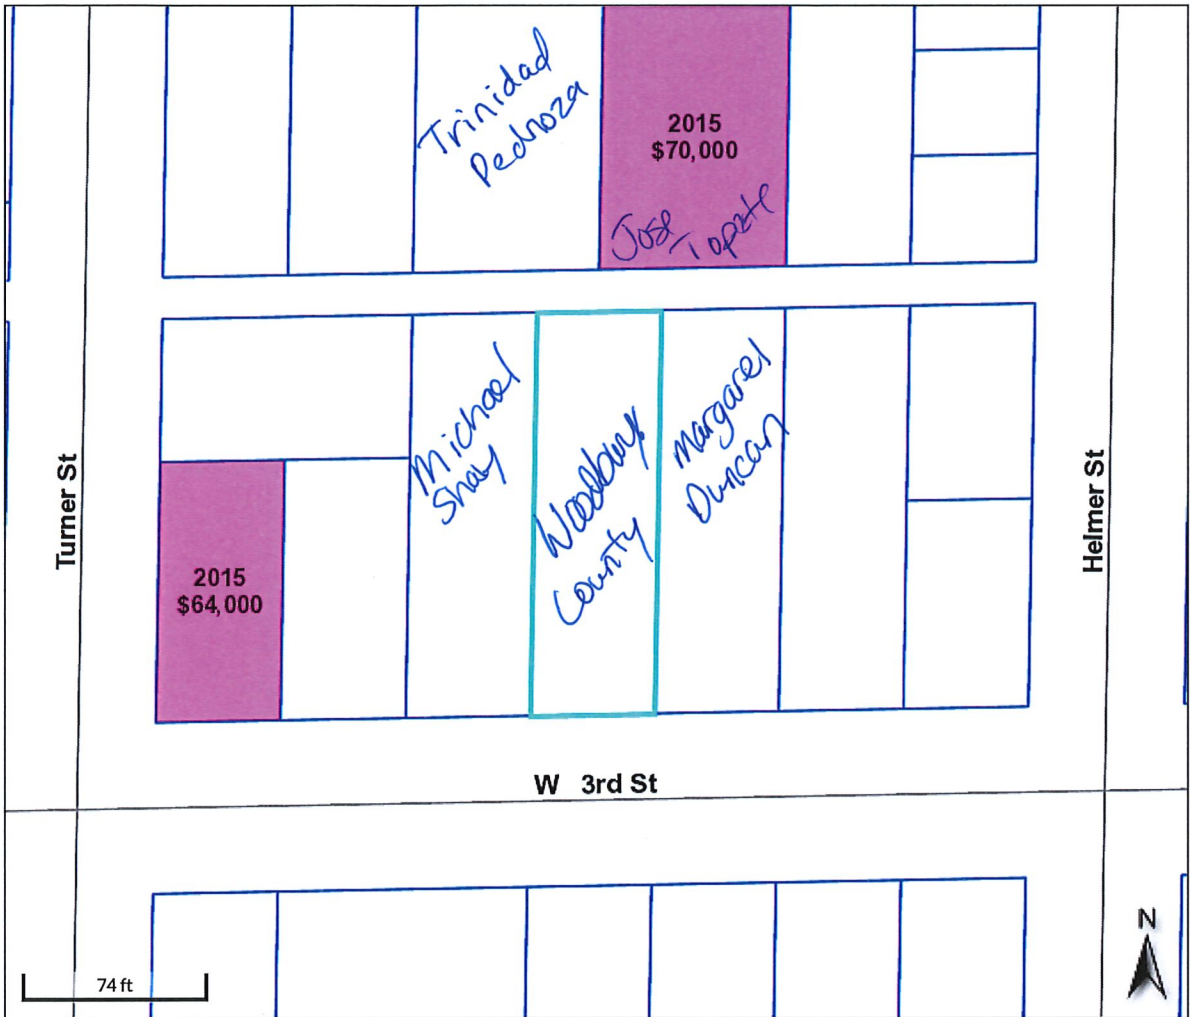 Trinidad
Pedroza
2015
$70,000
Jose
Michael
Shay
Woodbury
County
Margaret
Duncan
Turner St
Helmer St
2015
$64,000
W 3rd St
74 ft
N